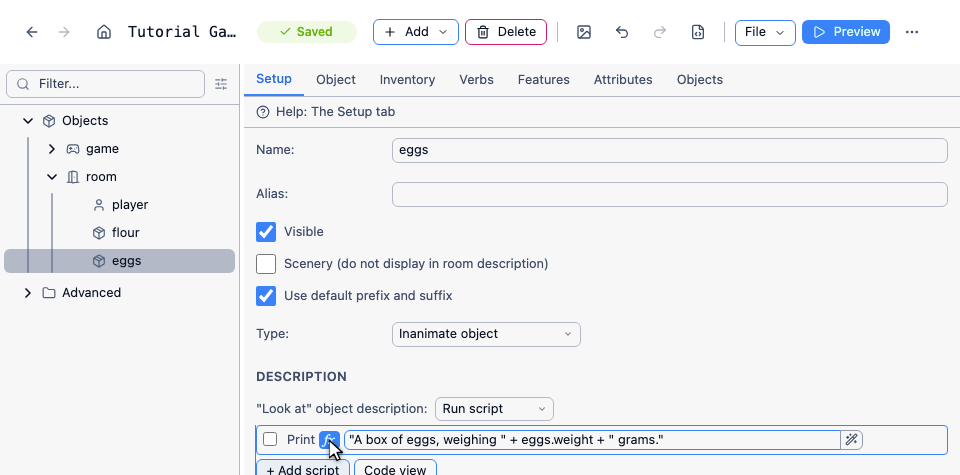 Tutorial Ga...
Saved
Add
Delete
File
Preview
Filter...
Objects
game
room
player
flour
eggs
Advanced
Setup
Object
Inventory
Verbs
Features
Attributes
Objects
Help: The Setup tab
Name:
eggs
Alias:
Visible
Scenery (do not display in room description)
Use default prefix and suffix
Type:
Inanimate object
DESCRIPTION
"Look at" object description:
Run script
Print
"A box of eggs, weighing " + eggs.weight + " grams."
+ Add script
Code view